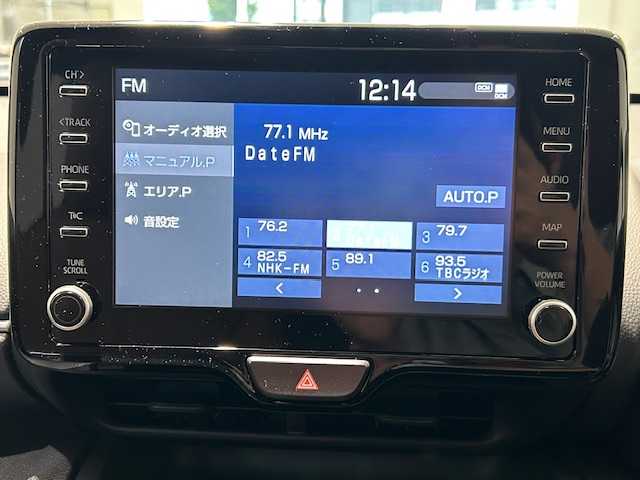 CH>
<TRACK
PHONE
T&C
TUNE
SCROLL
FM
12:14
DCM
DCM
オーディオ選択
マニュアル.P
エリア.P
音設定
77.1 MHz
DateFM
AUTO.P
1 76.2
3 79.7
4 82.5
NHK-FM
5 89.1
6 93.5
TBCラジオ
<
>
HOME
MENU
AUDIO
MAP
POWER
VOLUME